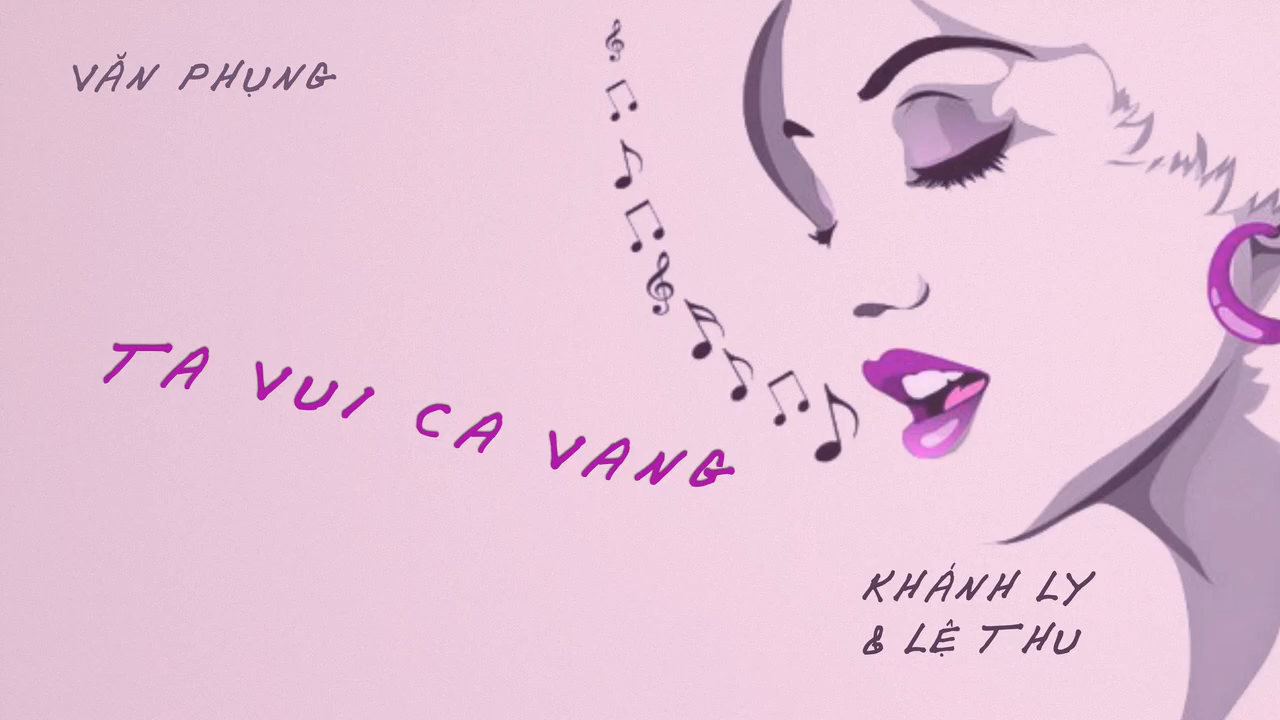 VĂN PHỤNG
TA VUI CA VANG
KHÁNH LY
& LỆ THU